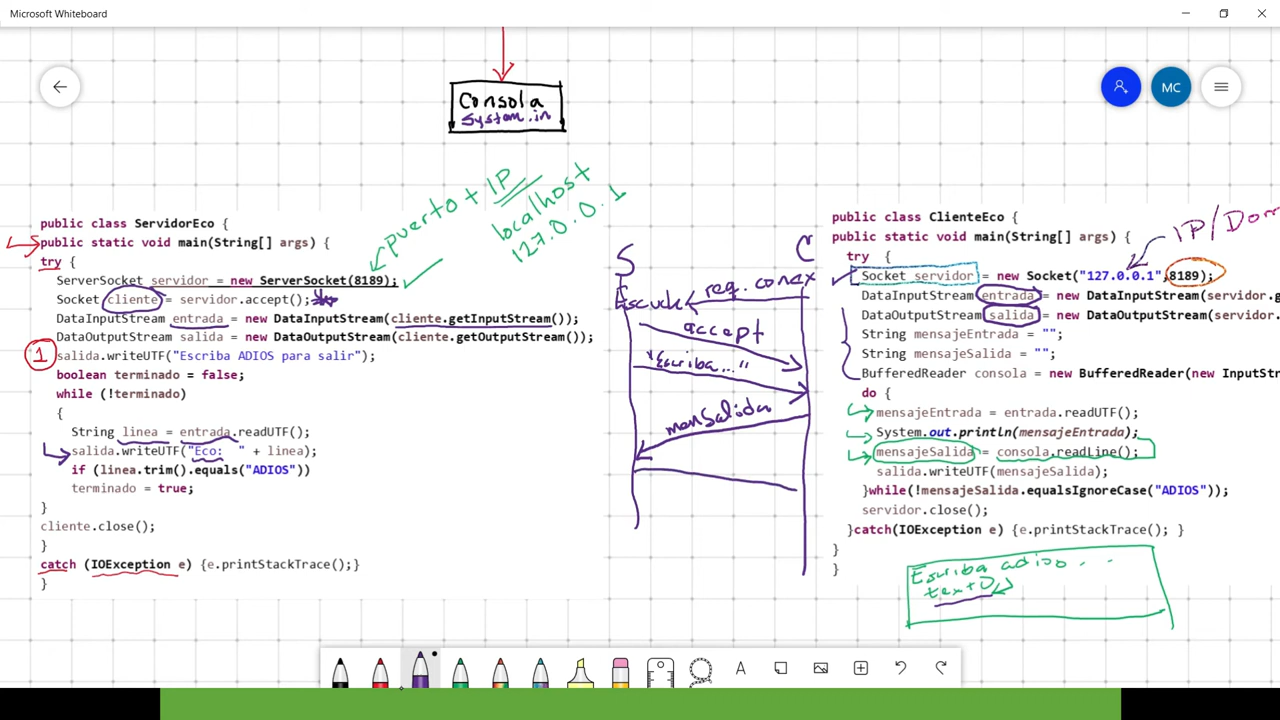 Microsoft Whiteboard
MC
Consola
System.in
puerto + IP
localhost
127.0.0.1
public class ServidorEco {
public static void main(String[] args) {
try {
ServerSocket servidor = new ServerSocket(8189);
Socket cliente = servidor.accept();
DataInputStream entrada = new DataInputStream(cliente.getInputStream());
DataOutputStream salida = new DataOutputStream(cliente.getOutputStream());
1
salida.writeUTF("Escriba ADIOS para salir");
boolean terminado = false;
while (!terminado)
{
String linea = entrada.readUTF();
salida.writeUTF("Eco: " + linea);
if (linea.trim().equals("ADIOS"))
terminado = true;
}
cliente.close();
}
catch (IOException e) {e.printStackTrace();}
}
S
C
req. conex
Escuch
accept
"Escriba..."
menSalida
IP/Dom
public class ClienteEco {
public static void main(String[] args) {
try {
Socket servidor = new Socket("127.0.0.1",8189);
DataInputStream entrada = new DataInputStream(servidor.g
DataOutputStream salida = new DataOutputStream(servidor.
String mensajeEntrada = "";
String mensajeSalida = "";
BufferedReader consola = new BufferedReader(new InputStr
do {
mensajeEntrada = entrada.readUTF();
System.out.println(mensajeEntrada);
mensajeSalida = consola.readLine();
salida.writeUTF(mensajeSalida);
}while(!mensajeSalida.equalsIgnoreCase("ADIOS"));
servidor.close();
}catch(IOException e) {e.printStackTrace(); }
}
}
Escriba adios ...
texto
A